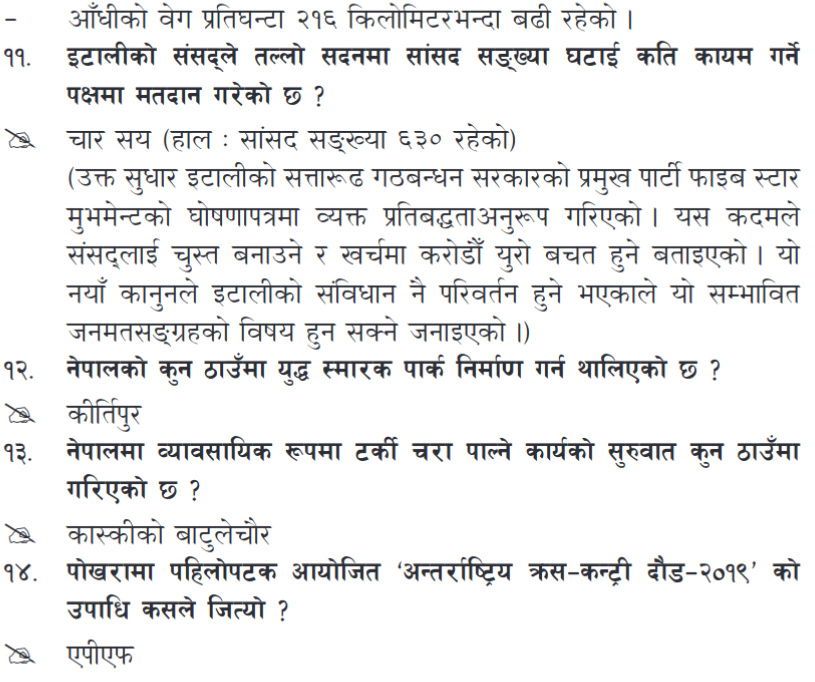 – आँधीको वेग प्रतिघन्टा २१६ किलोमिटरभन्दा बढी रहेको ।
११. इटालीको संसद्ले तल्लो सदनमा सांसद सङ्ख्या घटाई कति कायम गर्ने
पक्षमा मतदान गरेको छ ?
चार सय (हाल : सांसद सङ्ख्या ६३० रहेको)
(उक्त सुधार इटालीको सत्तारूढ गठबन्धन सरकारको प्रमुख पार्टी फाइब स्टार
मुभमेन्टको घोषणापत्रमा व्यक्त प्रतिबद्धताअनुरूप गरिएको । यस कदमले
संसद्लाई चुस्त बनाउने र खर्चमा करोडौँ युरो बचत हुने बताइएको । यो
नयाँ कानुनले इटालीको संविधान नै परिवर्तन हुने भएकाले यो सम्भावित
जनमतसङ्ग्रहको विषय हुन सक्ने जनाइएको ।)
१२. नेपालको कुन ठाउँमा युद्ध स्मारक पार्क निर्माण गर्न थालिएको छ ?
कीर्तिपुर
१३. नेपालमा व्यावसायिक रूपमा टर्की चरा पाल्ने कार्यको सुरुवात कुन ठाउँमा
गरिएको छ ?
कास्कीको बाटुलेचौर
१४. पोखरामा पहिलोपटक आयोजित ‘अन्तर्राष्ट्रिय क्रस-कन्ट्री दौड-२०१९’ को
उपाधि कसले जित्यो ?
एपीएफ